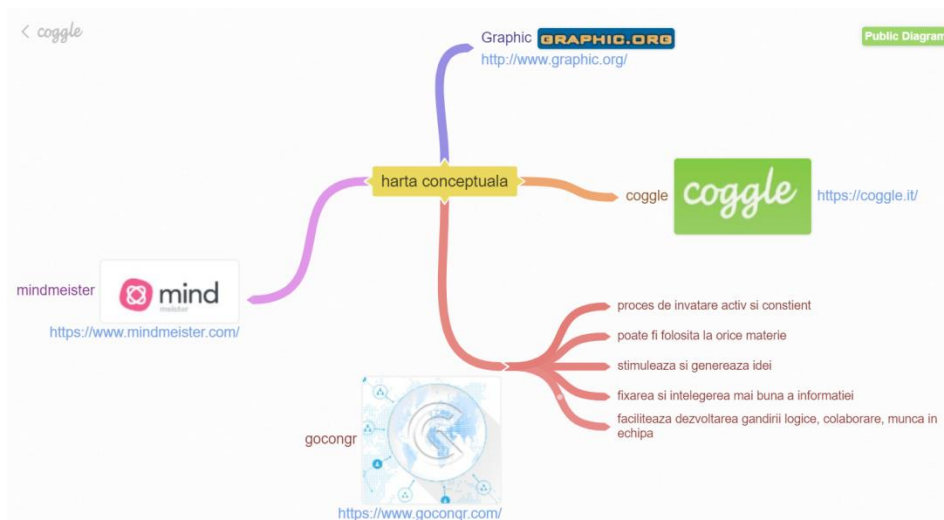 coggle
Graphic GRAPHIC.ORG
http://www.graphic.org/
Public Diagram
harta conceptuala
coggle coggle https://coggle.it/
mindmeister mind
meister
https://www.mindmeister.com/
proces de invatare activ si constient
poate fi folosita la orice materie
stimuleaza si genereaza idei
fixarea si intelegerea mai buna a informatiei
faciliteaza dezvoltarea gandirii logice, colaborare, munca in
echipa
gocongr
https://www.gocongr.com/